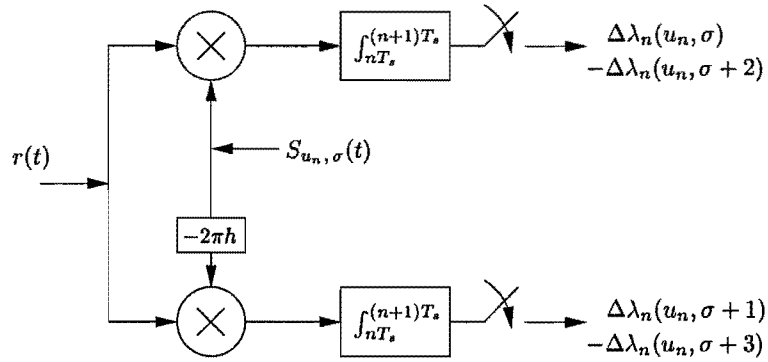 ∫_{nT_s}^{(n+1)T_s}
Δλ_n(u_n, σ)
−Δλ_n(u_n, σ + 2)
r(t)
S_{u_n, σ}(t)
−2πh
∫_{nT_s}^{(n+1)T_s}
Δλ_n(u_n, σ + 1)
−Δλ_n(u_n, σ + 3)